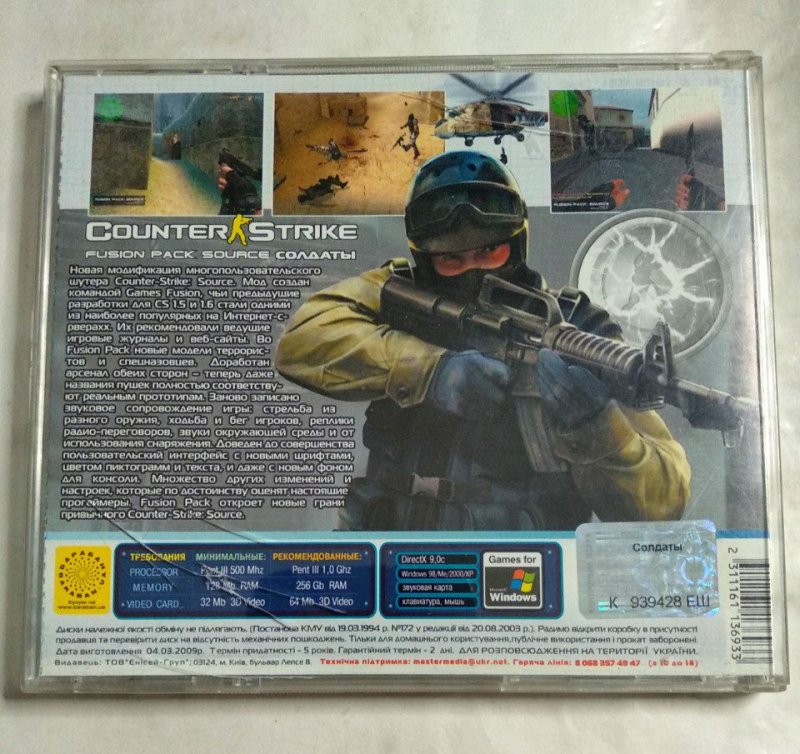 COUNTER STRIKE
FUSION PACK SOURCE СОЛДАТЫ
Новая модификация многопользовательского
шутера Counter-Strike: Source. Мод создан
командой Games Fusion, чьи предыдущие
разработки для CS 1.5 и 1.6 стали одними
из наиболее популярных на Интернет-с-
рверахх. Их рекомендовали ведущие
игровые журналы и веб-сайты. Во
Fusion Pack новые модели террорис-
тов и спецназовцев. Доработан
арсенал обеих сторон – теперь даже
названия пушек полностью соответству-
ют реальным прототипам. Заново записано
звуковое сопровождение игры: стрельба из
разного оружия, ходьба и бег игроков, реплики
радио-переговоров, звуки окружающей среды и от
использования снаряжения. Доведен до совершенства
пользовательский интерфейс с новыми шрифтами,
цветом пиктограмм и текста, и даже с новым фоном
для консоли. Множество других изменений и
настроек, которые по достоинству оценят настоящие
прогаймеры. Fusion Pack откроет новые грани
привычного Counter-Strike: Source.
БАРАБАН
Купую на
www.baraban.ua
ТРЕБОВАНИЯ МИНИМАЛЬНЫЕ: РЕКОМЕНДОВАННЫЕ:
PROCESSOR Pent III 500 Mhz Pent III 1,0 Ghz
MEMORY 128 Mb RAM 256 Gb RAM
VIDEO CARD 32 Mb 3D Video 64 Mb 3D Video
DirectX 9,0c
Windows 98/Me/2000/XP
звуковая карта
клавиатура, мышь
Games for
Microsoft
Windows
Солдаты
К 939428 ЕШ
2 311161 136933
Диски належної якості обміну не підлягають. (Постанова КМУ від 19.03.1994 р. №172 у редакції від 20.08.2003 р.). Радимо відкрити коробку в присутності
продавця та перевірити диск на відсутність механічних пошкоджень. Тільки для домашнього користування,публічне використання і прокат заборонені.
Дата виготовлення 04.03.2009р. Термін придатності - 5 років. Гарантійний термін - 2 дні. ДЛЯ РОЗПОВСЮДЖЕННЯ НА ТЕРИТОРІЇ УКРАЇНИ.
Видавець: ТОВ"Єнісей-Груп",03124, м. Київ, бульвар Лепсе 8. Технічна підтримка: mastermedia@ukr.net. Гаряча лінія: 8 068 357 49 47 (з 10 до 18)